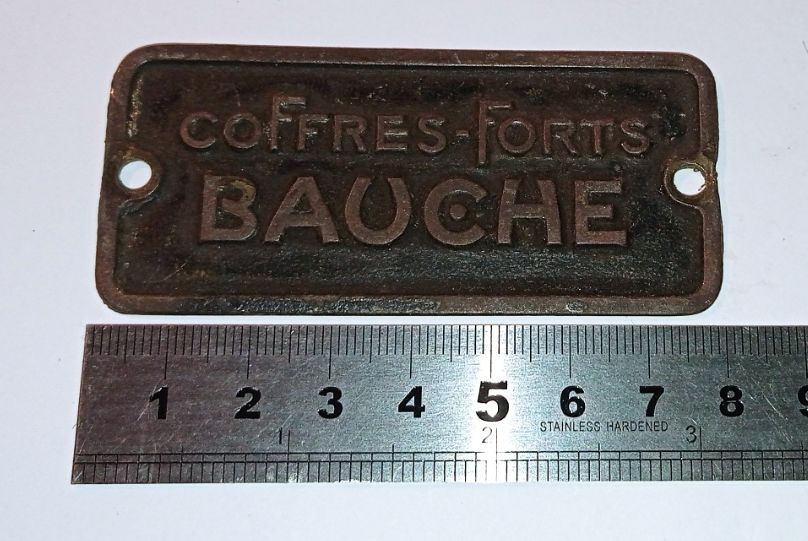 COFFRES-FORTS
BAUCHE
1 2 3 4 5 6 7 8 9
STAINLESS HARDENED
1 2 3